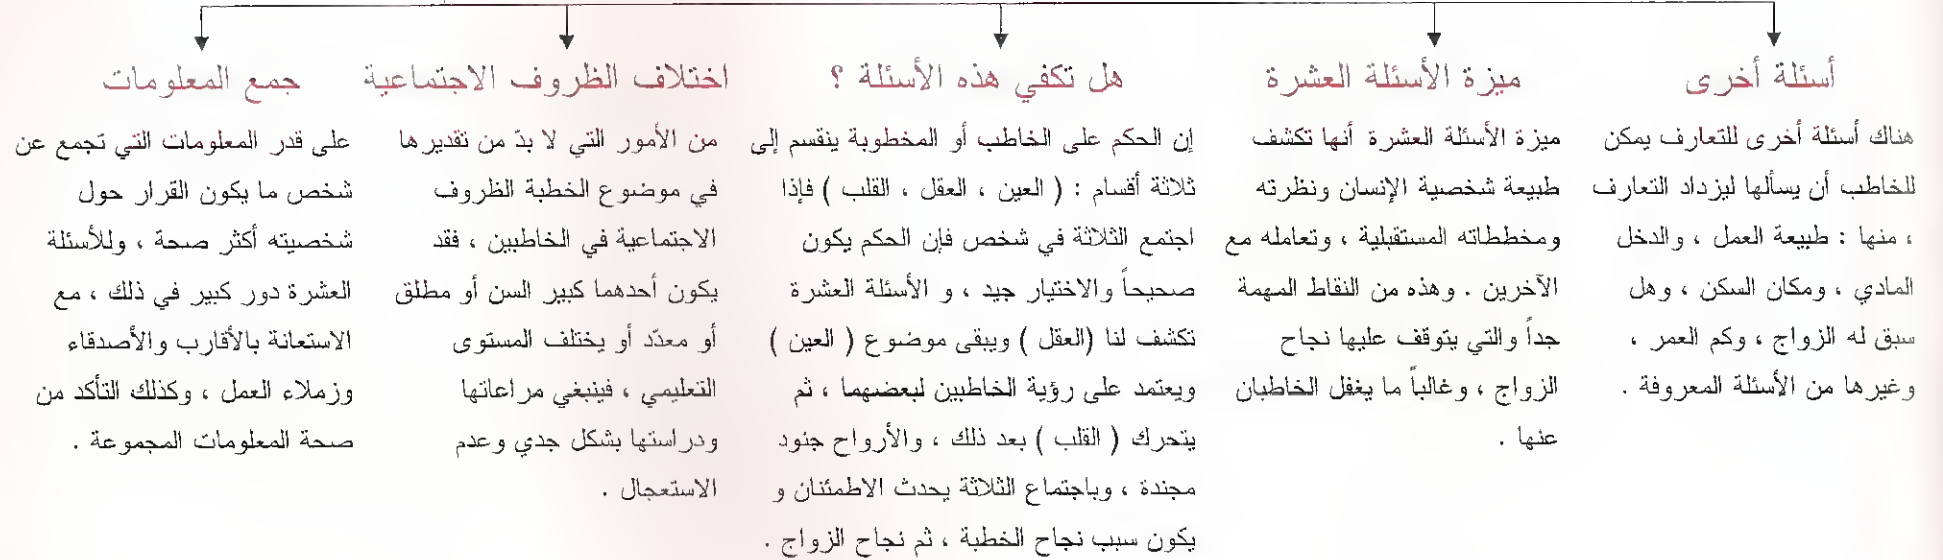 أسئلة أخرى
هناك أسئلة أخرى للتعارف يمكن
للخاطب أن يسألها ليزداد التعارف
، منها : طبيعة العمل ، والدخل
المادي ، ومكان السكن ، وهل
سبق له الزواج ، وكم العمر ،
وغيرها من الأسئلة المعروفة .
ميزة الأسئلة العشرة
ميزة الأسئلة العشرة أنها تكشف
طبيعة شخصية الإنسان ونظرته
ومخططاته المستقبلية ، وتعامله مع
الآخرين . وهذه من النقاط المهمة
جداً والتي يتوقف عليها نجاح
الزواج ، وغالباً ما يغفل الخاطبان
عنها .
هل تكفي هذه الأسئلة ؟
إن الحكم على الخاطب أو المخطوبة ينقسم إلى
ثلاثة أقسام : ( العين ، العقل ، القلب ) فإذا
اجتمع الثلاثة في شخص فإن الحكم يكون
صحيحاً والاختيار جيد ، و الأسئلة العشرة
تكشف لنا (العقل ) ويبقى موضوع ( العين )
ويعتمد على رؤية الخاطبين لبعضهما ، ثم
يتحرك ( القلب ) بعد ذلك ، والأرواح جنود
مجندة ، وباجتماع الثلاثة يحدث الاطمئنان و
يكون سبب نجاح الخطبة ، ثم نجاح الزواج .
اختلاف الظروف الاجتماعية
من الأمور التي لا بدّ من تقديرها
في موضوع الخطبة الظروف
الاجتماعية في الخاطبين ، فقد
يكون أحدهما كبير السن أو مطلق
أو معدّد أو يختلف المستوى
التعليمي ، فينبغي مراعاتها
ودراستها بشكل جدي وعدم
الاستعجال .
جمع المعلومات
على قدر المعلومات التي تجمع عن
شخص ما يكون القرار حول
شخصيته أكثر صحة ، وللأسئلة
العشرة دور كبير في ذلك ، مع
الاستعانة بالأقارب والأصدقاء
وزملاء العمل ، وكذلك التأكد من
صحة المعلومات المجموعة .